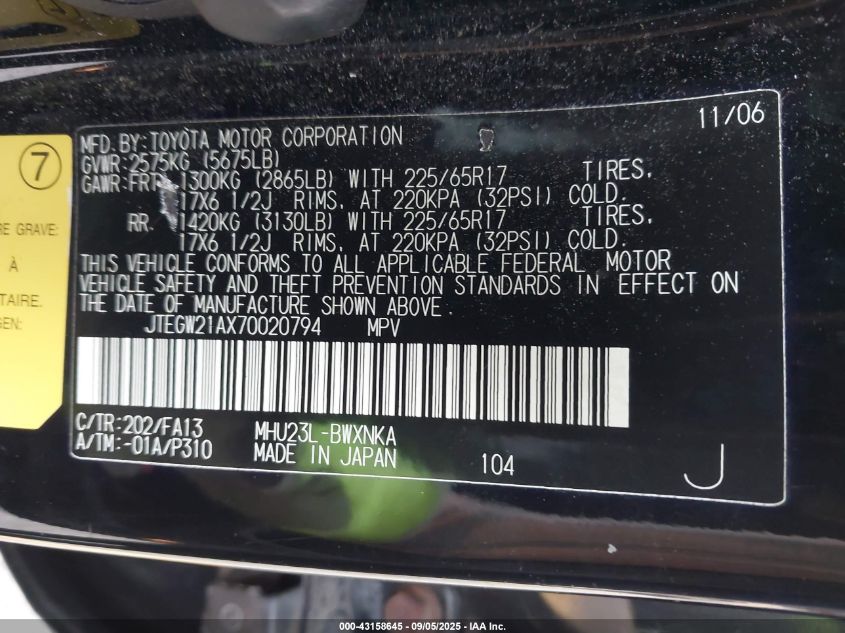 11/06
MFD. BY: TOYOTA MOTOR CORPORATION
GVWR: 2575KG (5675LB)
GAWR: FRT. 1300KG (2865LB) WITH 225/65R17 TIRES,
17X6 1/2J RIMS, AT 220KPA (32PSI) COLD.
RR. 1420KG (3130LB) WITH 225/65R17 TIRES,
17X6 1/2J RIMS, AT 220KPA (32PSI) COLD.
THIS VEHICLE CONFORMS TO ALL APPLICABLE FEDERAL MOTOR
VEHICLE SAFETY AND THEFT PREVENTION STANDARDS IN EFFECT ON
THE DATE OF MANUFACTURE SHOWN ABOVE.
JTEGW21AX70020794 MPV
C/TR: 202/FA13 MHU23L-BWXNKA
A/TM: -01A/P310 MADE IN JAPAN 104
J
7
RE GRAVE:
À
TAIRE.
GEN:
000-43158645 - 09/05/2025 - IAA Inc.